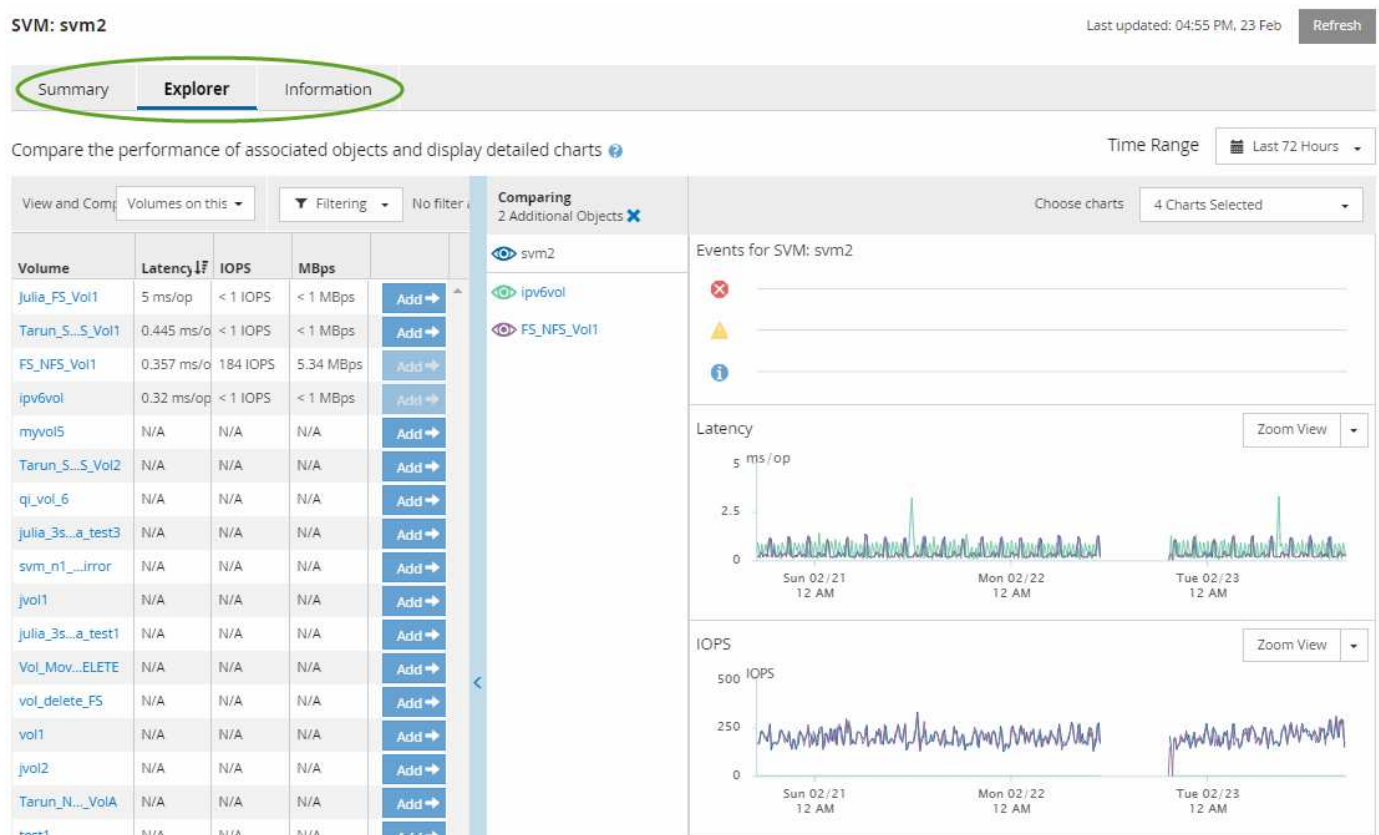 SVM: svm2
Last updated: 04:55 PM, 23 Feb
Refresh
Summary
Explorer
Information
Compare the performance of associated objects and display detailed charts
Time Range
Last 72 Hours
View and Comp
Volumes on this
Filtering
No filter
Comparing
2 Additional Objects
Choose charts
4 Charts Selected
Volume Latency IOPS MBps
Julia_FS_Vol1 5 ms/op < 1 IOPS < 1 MBps Add
Tarun_S...S_Vol1 0.445 ms/o < 1 IOPS < 1 MBps Add
FS_NFS_Vol1 0.357 ms/o 184 IOPS 5.34 MBps Add
ipv6vol 0.32 ms/op < 1 IOPS < 1 MBps Add
myvol5 N/A N/A N/A Add
Tarun_S...S_Vol2 N/A N/A N/A Add
qi_vol_6 N/A N/A N/A Add
julia_3s...a_test3 N/A N/A N/A Add
svm_n1_...irror N/A N/A N/A Add
jvol1 N/A N/A N/A Add
julia_3s...a_test1 N/A N/A N/A Add
Vol_Mov...ELETE N/A N/A N/A Add
vol_delete_FS N/A N/A N/A Add
vol1 N/A N/A N/A Add
jvol2 N/A N/A N/A Add
Tarun_N..._VolA N/A N/A N/A Add
svm2
ipv6vol
FS_NFS_Vol1
Events for SVM: svm2
Latency
Zoom View
ms/op
5
2.5
0
Sun 02/21 Mon 02/22 Tue 02/23
12 AM 12 AM 12 AM
IOPS
Zoom View
IOPS
500
250
0
Sun 02/21 Mon 02/22 Tue 02/23
12 AM 12 AM 12 AM